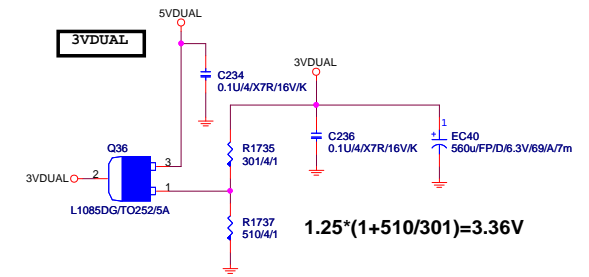 5VDUAL
3VDUAL
C234
0.1U/4/X7R/16V/K
3VDUAL
Q36
3
3VDUAL
2
1
L1085DG/TO252/5A
R1735
301/4/1
C236
0.1U/4/X7R/16V/K
1
+
EC40
560u/FP/D/6.3V/69/A/7m
R1737
510/4/1
1.25*(1+510/301)=3.36V